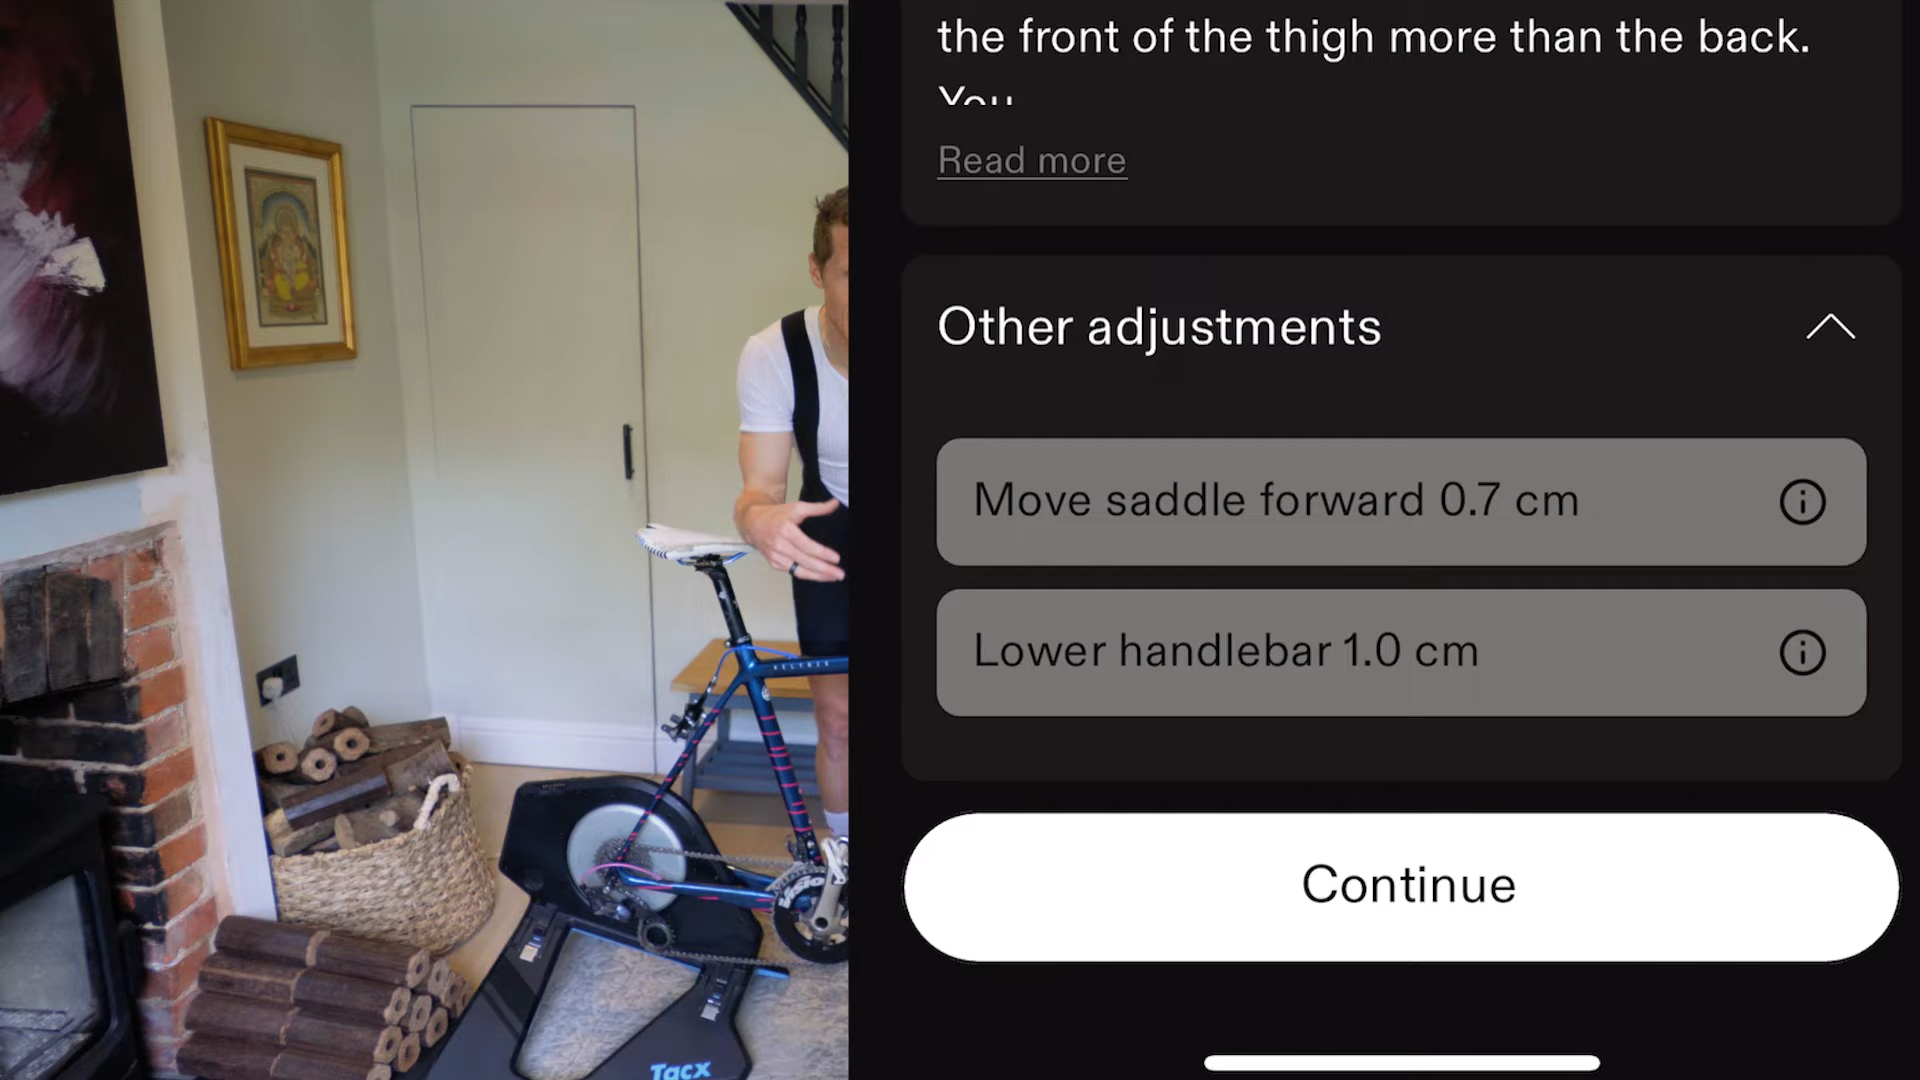 the front of the thigh more than the back.
You
Read more
Other adjustments
Move saddle forward 0.7 cm
Lower handlebar 1.0 cm
Continue
Tacx